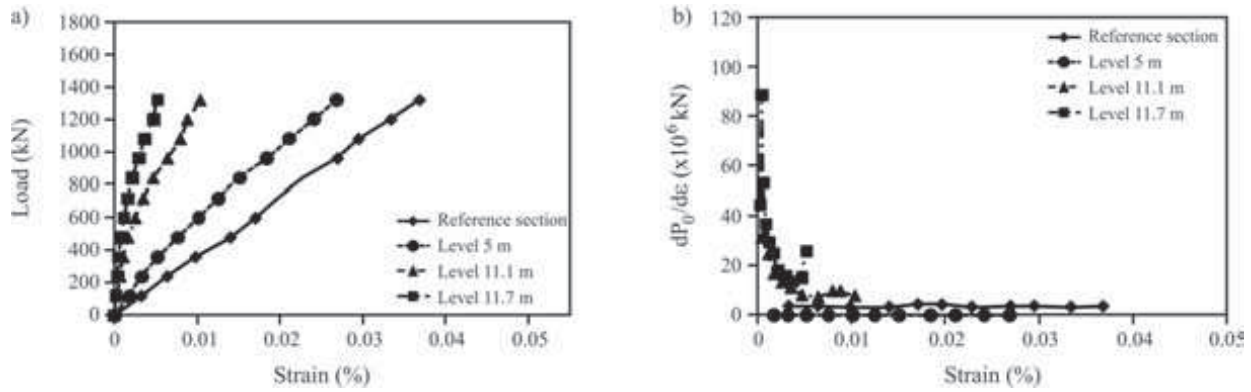 a)
Load (kN)
1800
1600
1400
1200
1000
800
600
400
200
0
0
0.01
0.02
0.03
0.04
0.05
Strain (%)
Reference section
Level 5 m
Level 11.1 m
Level 11.7 m
b)
dP₀/dε (x10⁶ kN)
120
100
80
60
40
20
0
0
0.01
0.02
0.03
0.04
0.05
Strain (%)
Reference section
Level 5 m
Level 11.1 m
Level 11.7 m